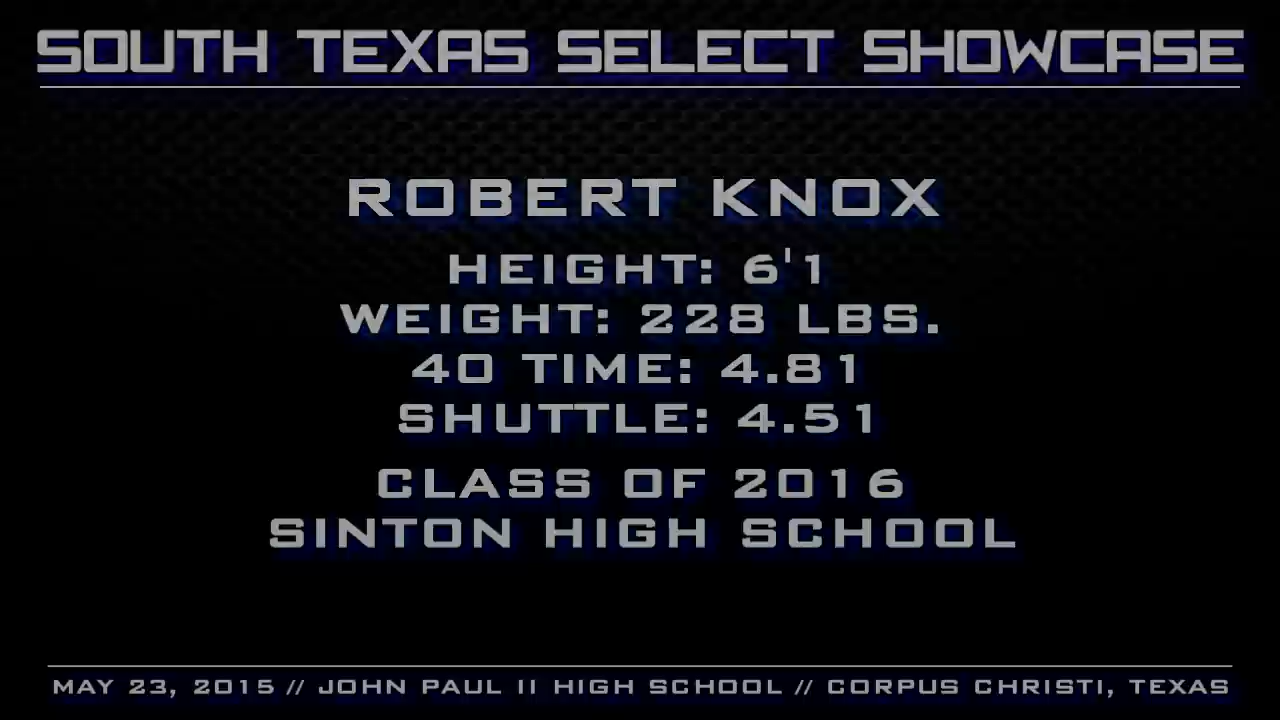 SOUTH TEXAS SELECT SHOWCASE
ROBERT KNOX
HEIGHT: 6'1
WEIGHT: 228 LBS.
40 TIME: 4.81
SHUTTLE: 4.51
CLASS OF 2016
SINTON HIGH SCHOOL
MAY 23, 2015 // JOHN PAUL II HIGH SCHOOL // CORPUS CHRISTI, TEXAS